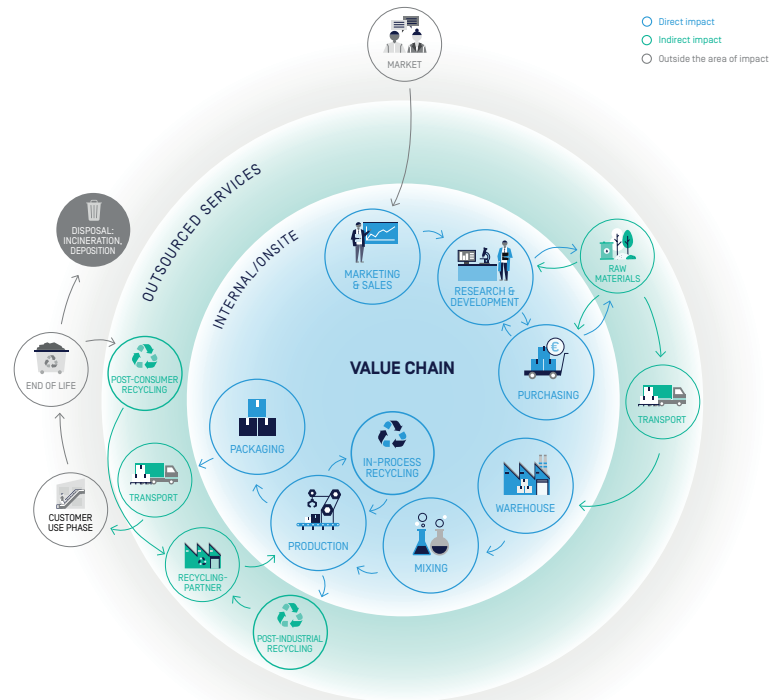 MARKET
Direct impact
Indirect impact
Outside the area of impact
OUTSOURCED SERVICES
INTERNAL/ONSITE
DISPOSAL:
INCINERATION,
DEPOSITION
MARKETING
& SALES
RESEARCH &
DEVELOPMENT
RAW
MATERIALS
VALUE CHAIN
END OF LIFE
POST-CONSUMER
RECYCLING
€
PURCHASING
TRANSPORT
PACKAGING
IN-PROCESS
RECYCLING
TRANSPORT
WAREHOUSE
CUSTOMER
USE PHASE
PRODUCTION
MIXING
RECYCLING-
PARTNER
POST-INDUSTRIAL
RECYCLING